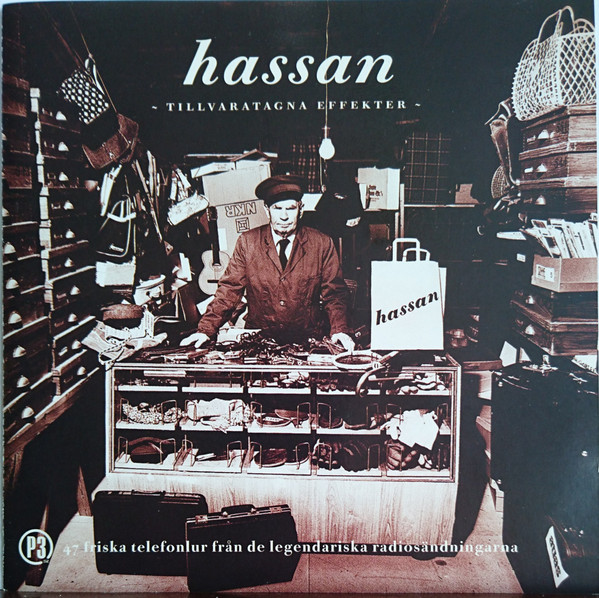 hassan
~ TILLVARATAGNA EFFEKTER ~
NKR
hassan
P3
47 friska telefonlur från de legendariska radiosändningarna